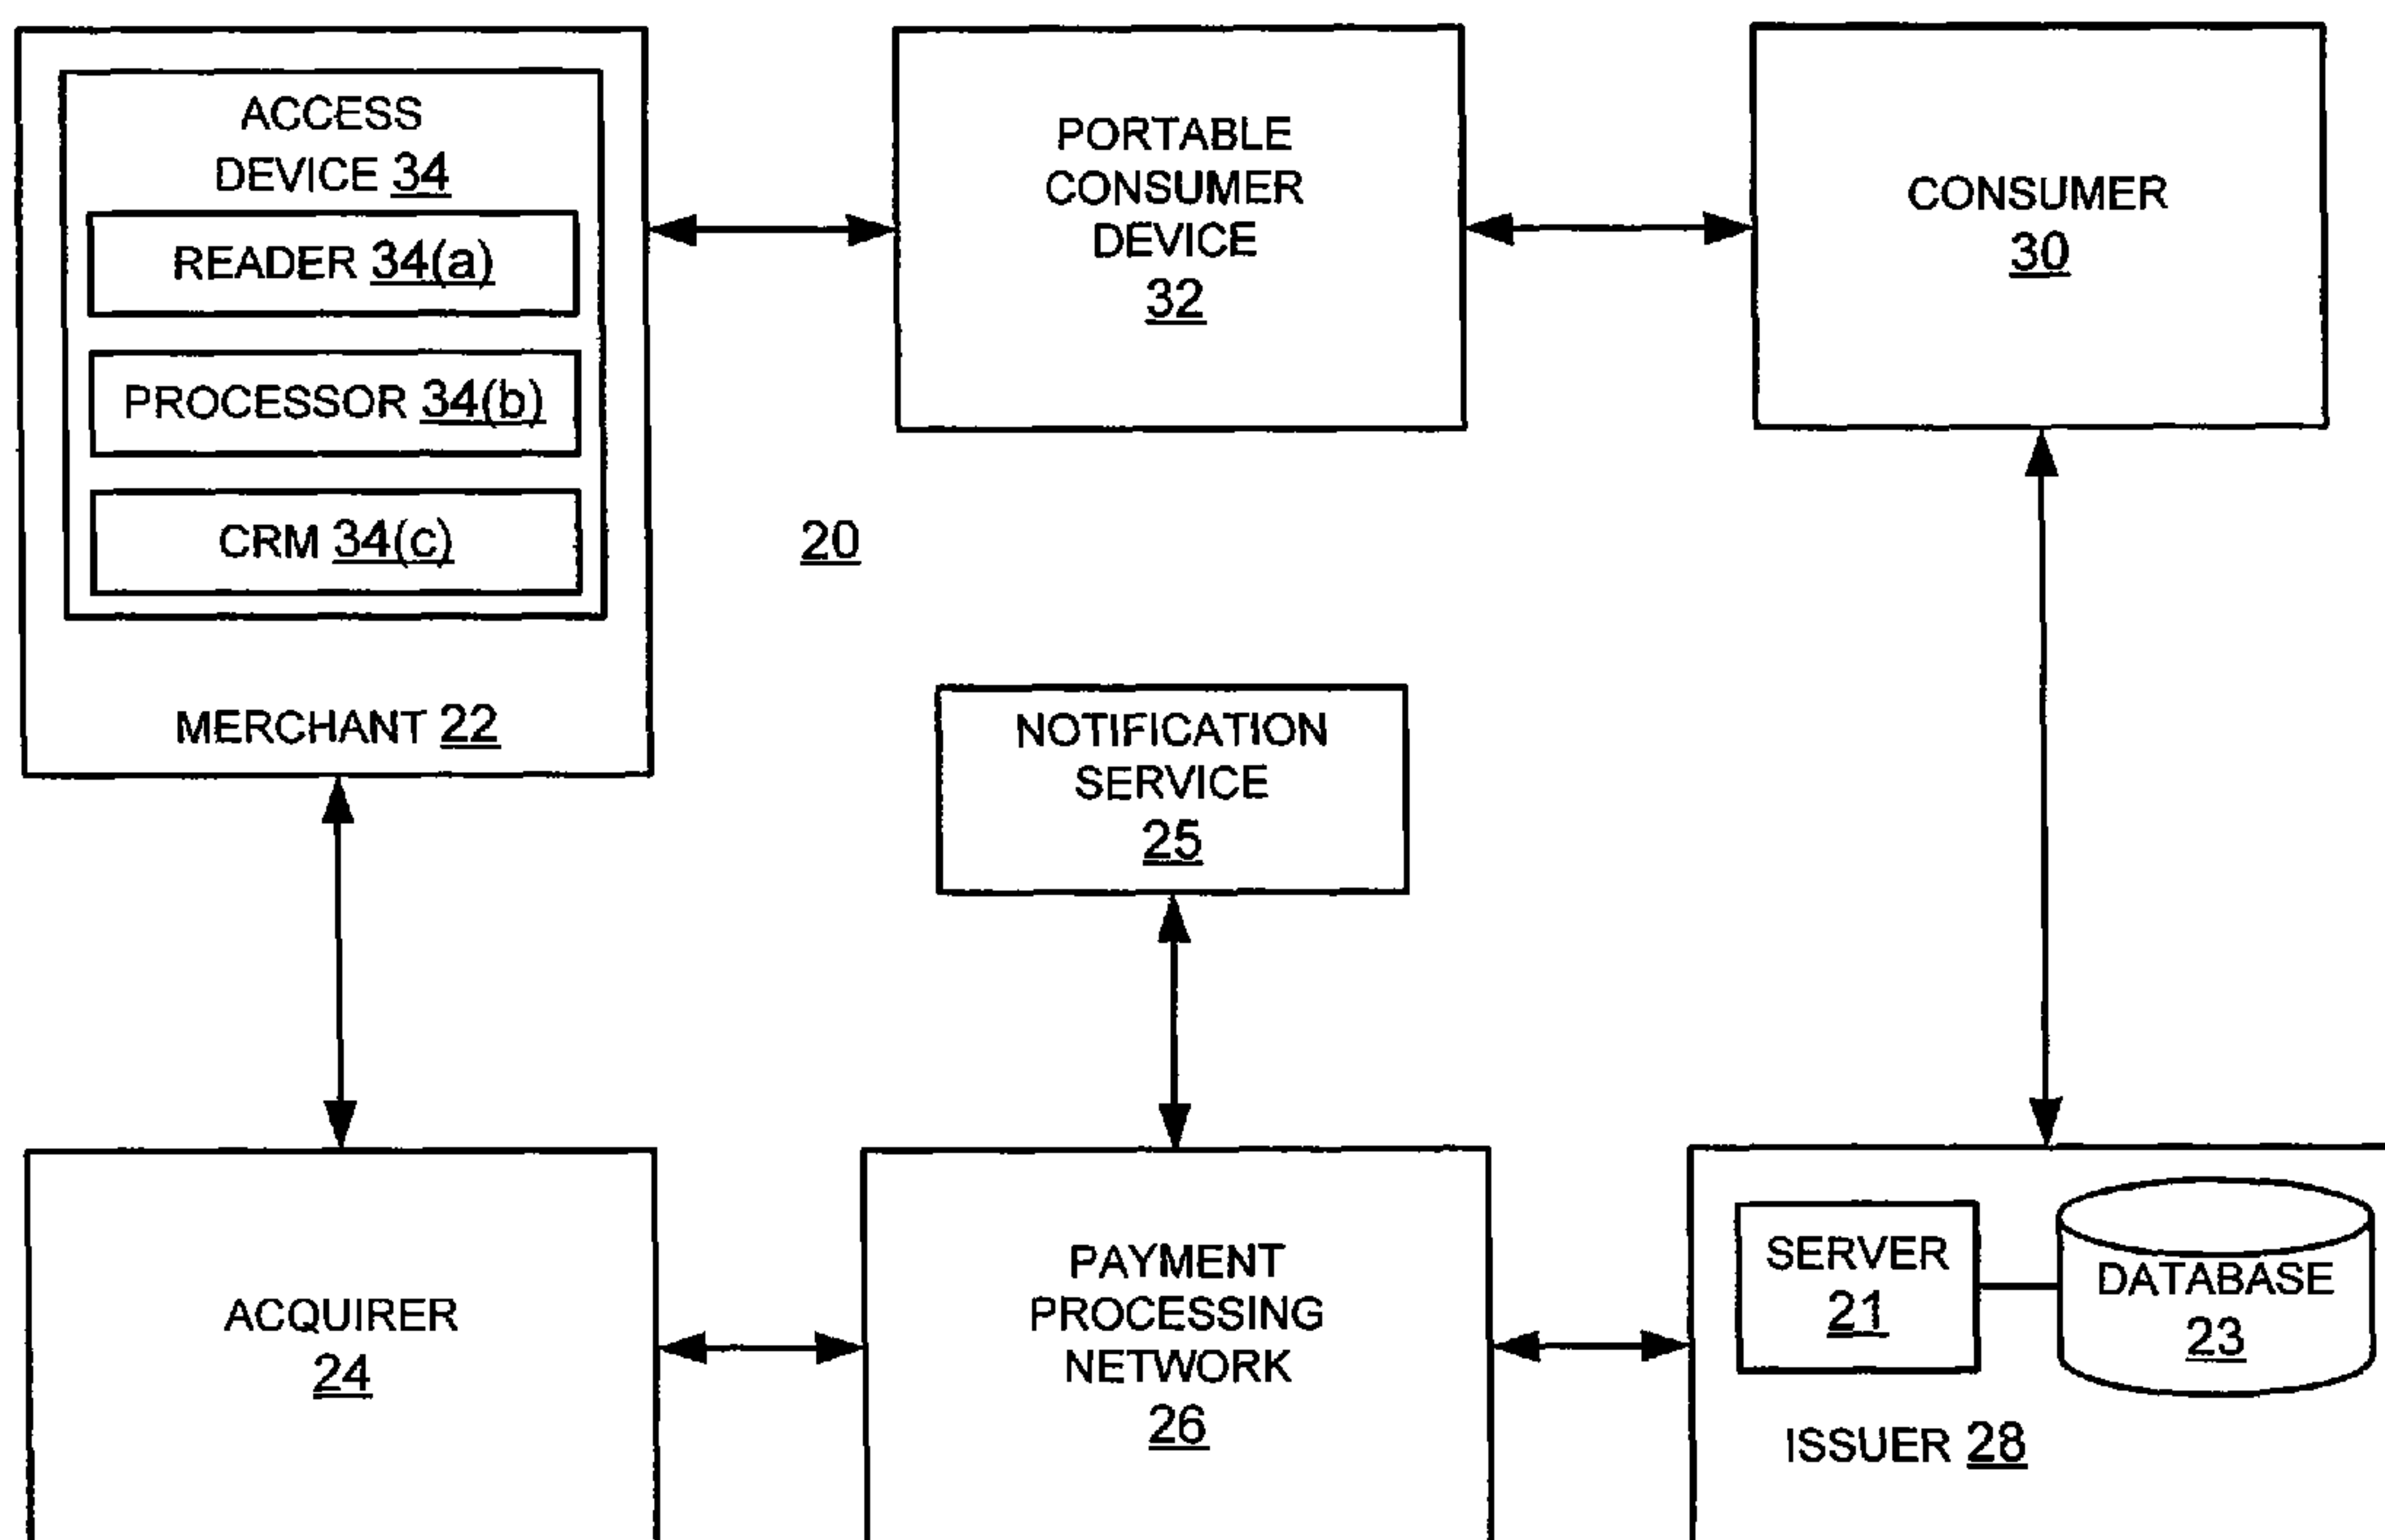 ACCESS
DEVICE 34
READER 34(a)
PROCESSOR 34(b)
CRM 34(c)
MERCHANT 22
PORTABLE
CONSUMER
DEVICE
32
CONSUMER
30
20
NOTIFICATION
SERVICE
25
ACQUIRER
24
PAYMENT
PROCESSING
NETWORK
26
SERVER
21
DATABASE
23
ISSUER 28